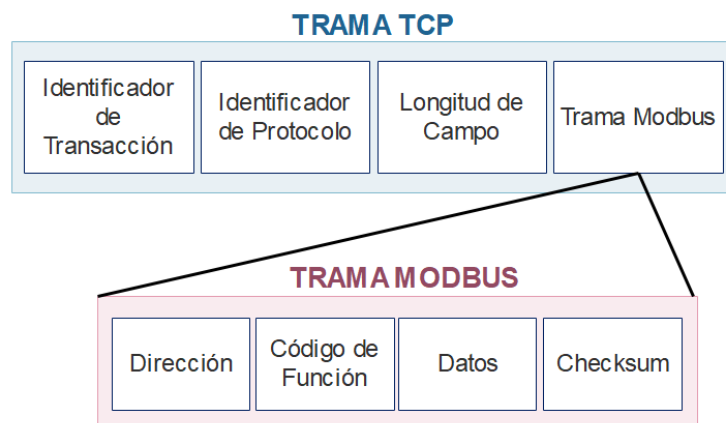 TRAMA TCP
Identificador
de
Transacción
Identificador
de Protocolo
Longitud de
Campo
Trama Modbus
TRAMA MODBUS
Dirección
Código de
Función
Datos
Checksum